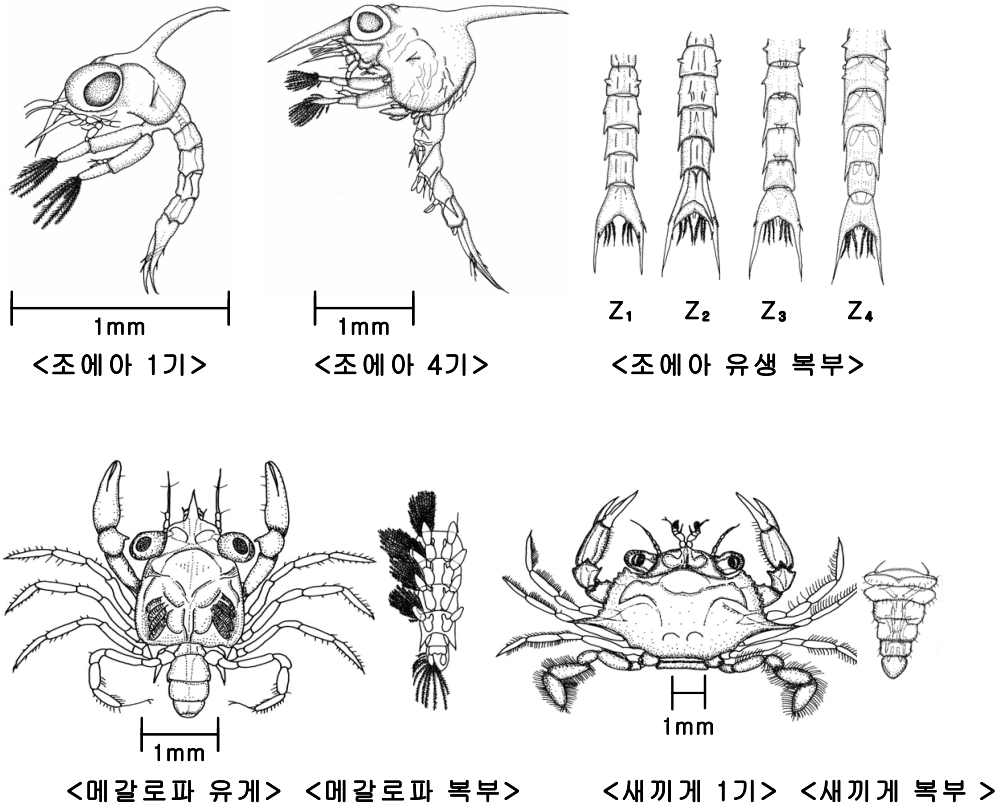 1mm
1mm
Z₁ Z₂ Z₃ Z₄
<조에아 1기> <조에아 4기> <조에아 유생 복부>
1mm
1mm
<메갈로파 유게> <메갈로파 복부> <새끼게 1기> <새끼게 복부 >